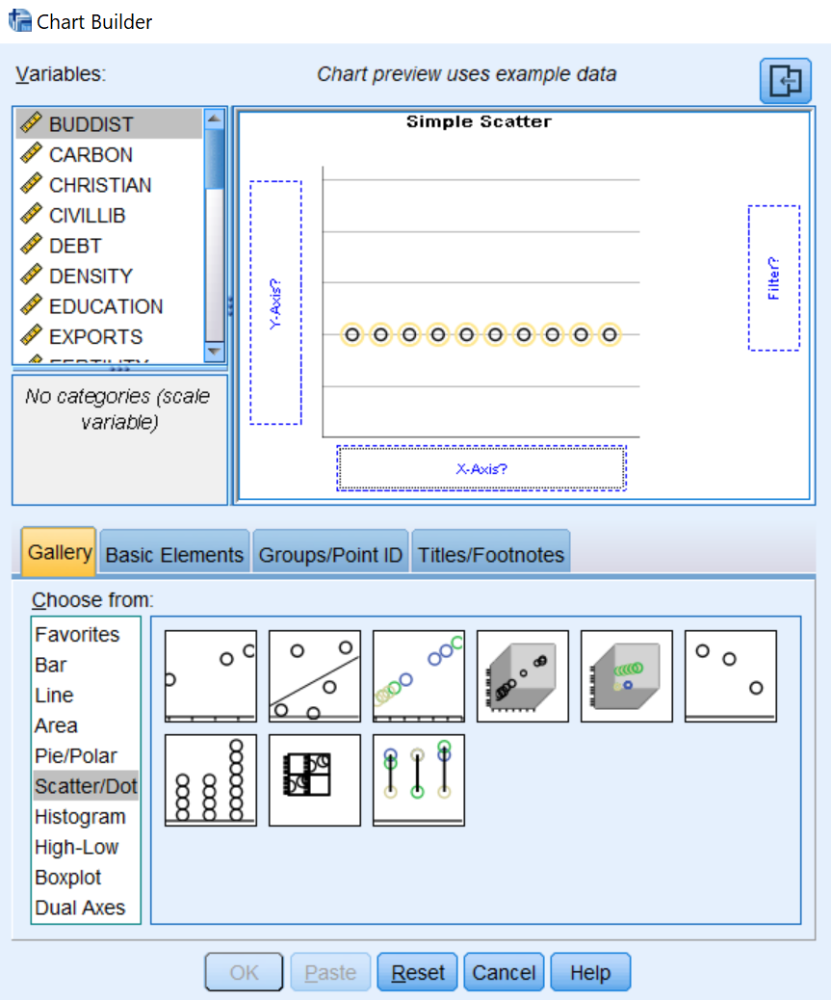 Chart Builder
Variables:
Chart preview uses example data
BUDDIST
CARBON
CHRISTIAN
CIVILLIB
DEBT
DENSITY
EDUCATION
EXPORTS
Simple Scatter
Y-Axis?
Filter?
X-Axis?
No categories (scale
variable)
Gallery
Basic Elements
Groups/Point ID
Titles/Footnotes
Choose from:
Favorites
Bar
Line
Area
Pie/Polar
Scatter/Dot
Histogram
High-Low
Boxplot
Dual Axes
OK
Paste
Reset
Cancel
Help